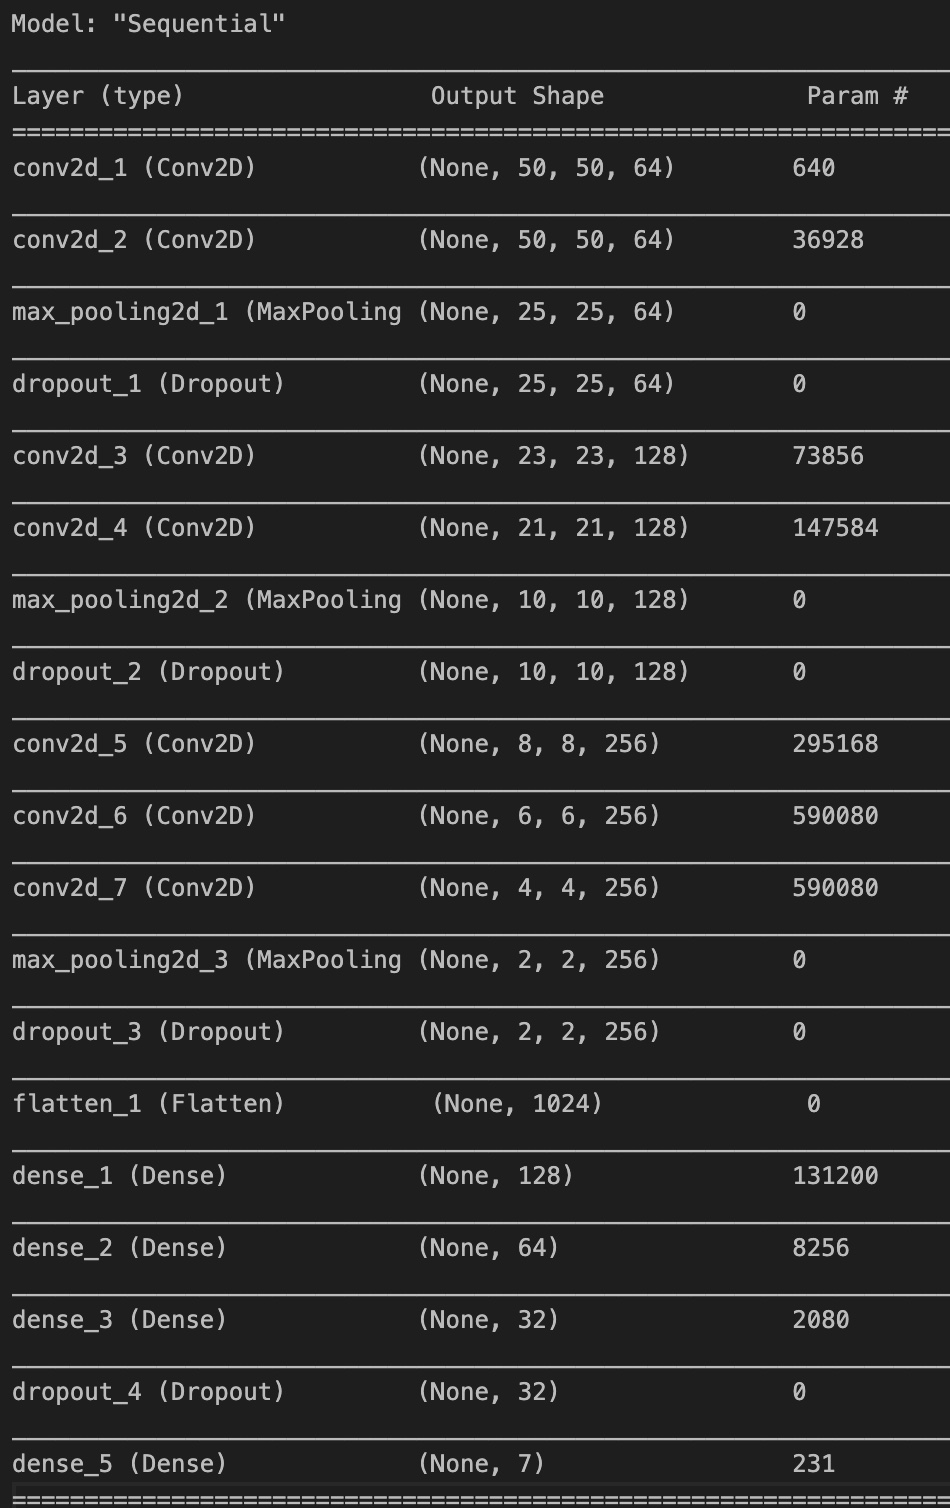 Model: "Sequential"
Layer (type) Output Shape Param #
conv2d_1 (Conv2D) (None, 50, 50, 64) 640
conv2d_2 (Conv2D) (None, 50, 50, 64) 36928
max_pooling2d_1 (MaxPooling (None, 25, 25, 64) 0
dropout_1 (Dropout) (None, 25, 25, 64) 0
conv2d_3 (Conv2D) (None, 23, 23, 128) 73856
conv2d_4 (Conv2D) (None, 21, 21, 128) 147584
max_pooling2d_2 (MaxPooling (None, 10, 10, 128) 0
dropout_2 (Dropout) (None, 10, 10, 128) 0
conv2d_5 (Conv2D) (None, 8, 8, 256) 295168
conv2d_6 (Conv2D) (None, 6, 6, 256) 590080
conv2d_7 (Conv2D) (None, 4, 4, 256) 590080
max_pooling2d_3 (MaxPooling (None, 2, 2, 256) 0
dropout_3 (Dropout) (None, 2, 2, 256) 0
flatten_1 (Flatten) (None, 1024) 0
dense_1 (Dense) (None, 128) 131200
dense_2 (Dense) (None, 64) 8256
dense_3 (Dense) (None, 32) 2080
dropout_4 (Dropout) (None, 32) 0
dense_5 (Dense) (None, 7) 231